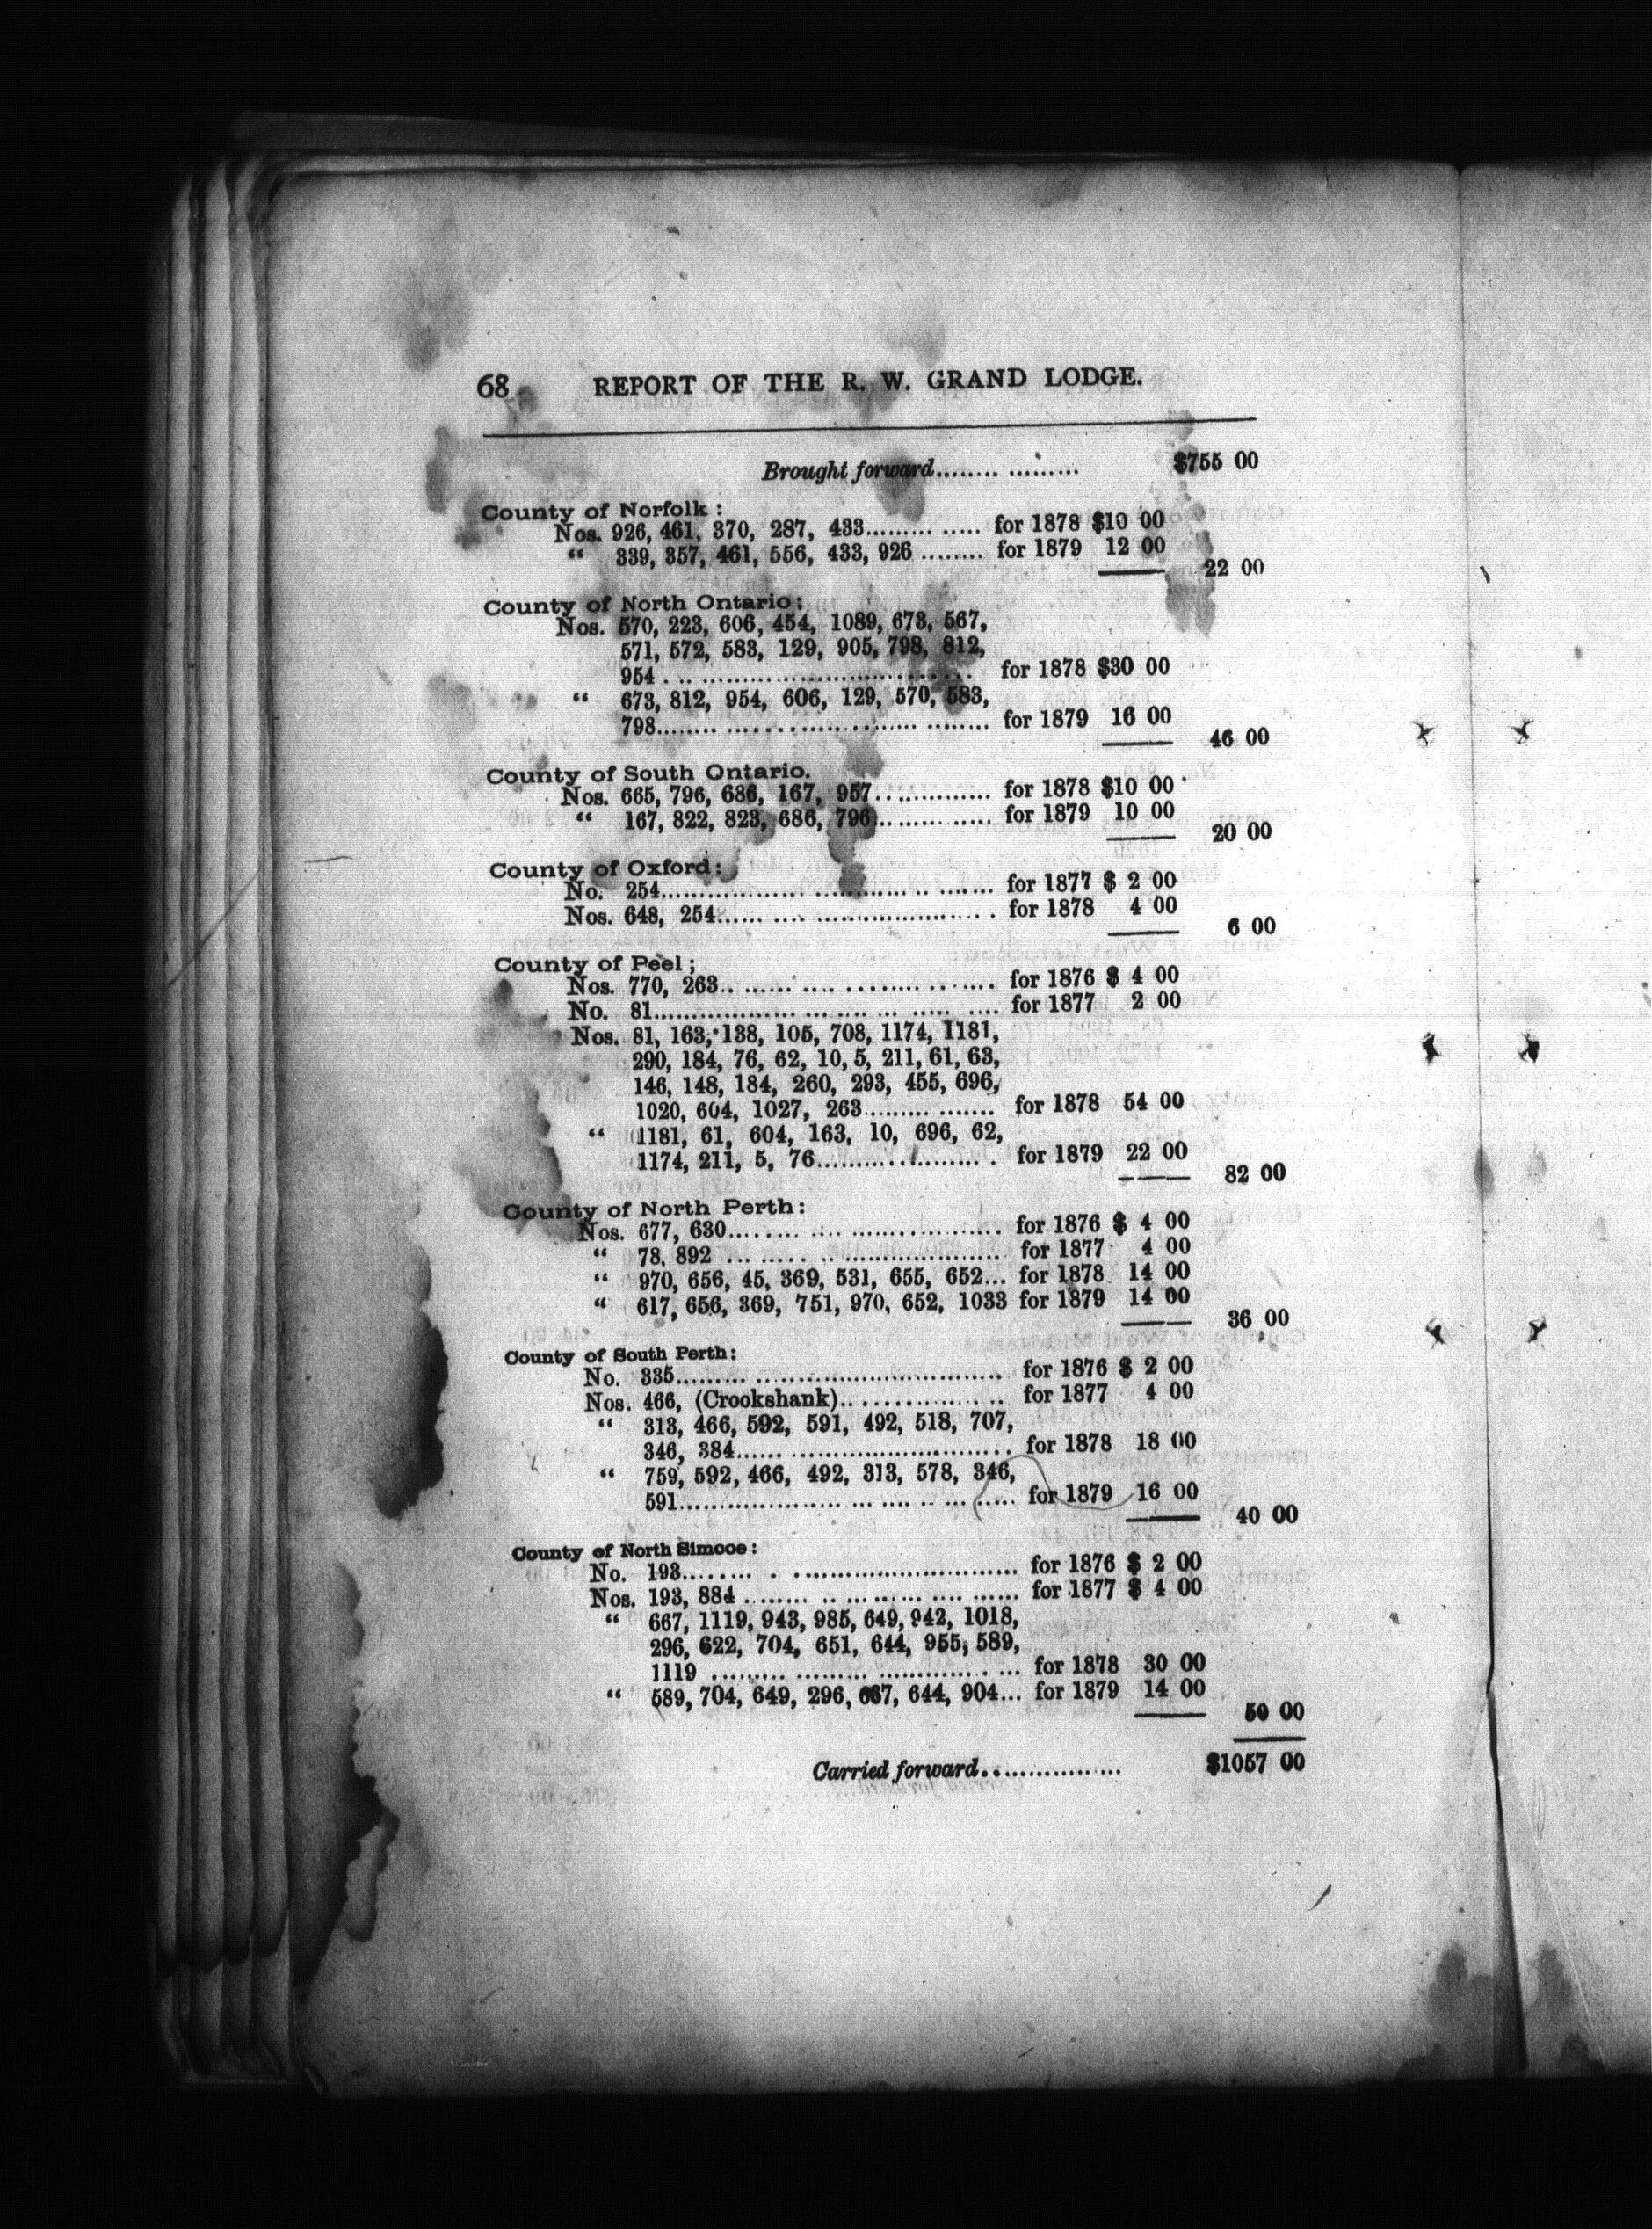 68 REPORT OF THE R. W. GRAND LODGE.
Brought forward........ ......... $755 00
County of Norfolk :
Nos. 926, 461, 370, 287, 433......... ..... for 1878 $10 00
“ 339, 357, 461, 556, 433, 926 ........ for 1879 12 00
22 00
County of North Ontario :
Nos. 570, 223, 606, 454, 1089, 673, 567,
571, 572, 583, 129, 905, 798, 812,
954 . .. .............................. for 1878 $30 00
“ 673, 812, 954, 606, 129, 570, 583,
798........ ......................... ........ for 1879 16 00
46 00
County of South Ontario.
Nos. 665, 796, 686, 167, 957.............. for 1878 $10 00
“ 167, 822, 823, 686, 796......... ..... for 1879 10 00
20 00
County of Oxford :
No. 254.................... ............ .. ....... for 1877 $ 2 00
Nos. 648, 254...... .... ...................... . for 1878 4 00
6 00
County of Peel ;
Nos. 770, 263.. ....... .... ........ .. ...... for 1876 $ 4 00
No. 81................... .... .... ... ..... .... for 1877 2 00
Nos. 81, 163, 138, 105, 708, 1174, 1181,
290, 184, 76, 62, 10, 5, 211, 61, 63,
146, 148, 184, 260, 293, 455, 696,
1020, 604, 1027, 263......... ....... for 1878 54 00
“ 1181, 61, 604, 163, 10, 696, 62,
1174, 211, 5, 76..................... . for 1879 22 00
82 00
County of North Perth :
Nos. 677, 630........ .... .................. for 1876 $ 4 00
“ 78, 892 ... ...... .. ..................... for 1877 4 00
“ 970, 656, 45, 369, 531, 655, 652... for 1878 14 00
“ 617, 656, 369, 751, 970, 652, 1033 for 1879 14 00
36 00
County of South Perth :
No. 335......... ............................... for 1876 $ 2 00
Nos. 466, (Crookshank).. ............ .. for 1877 4 00
“ 313, 466, 592, 591, 492, 518, 707,
346, 384...... ......................... .. for 1878 18 00
“ 759, 592, 466, 492, 313, 578, 346,
591..................... ... .... .. ... ..... for 1879 16 00
40 00
County of North Simcoe :
No. 193........ . ........................... for 1876 $ 2 00
Nos. 193, 884 ........ .. ... ..... .... ...... for 1877 $ 4 00
“ 667, 1119, 943, 985, 649, 942, 1018,
296, 622, 704, 651, 644, 955, 589,
1119 ......... ......... ............ . ... for 1878 30 00
“ 589, 704, 649, 296, 667, 644, 904... for 1879 14 00
50 00
Carried forward................ $1057 00